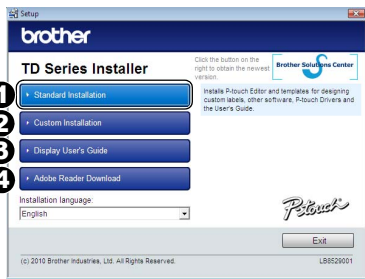 Setup
brother
TD Series Installer
Click the button on the
right to obtain the newest
version.
Brother Solutions Center
1
Standard Installation
Installs P-touch Editor and templates for designing
custom labels, other software, P-touch Drivers and
the User's Guide.
2
Custom Installation
3
Display User's Guide
4
Adobe Reader Download
Installation language:
English
P-touch
Exit
(c) 2010 Brother Industries, Ltd. All Rights Reserved.
LB8529001